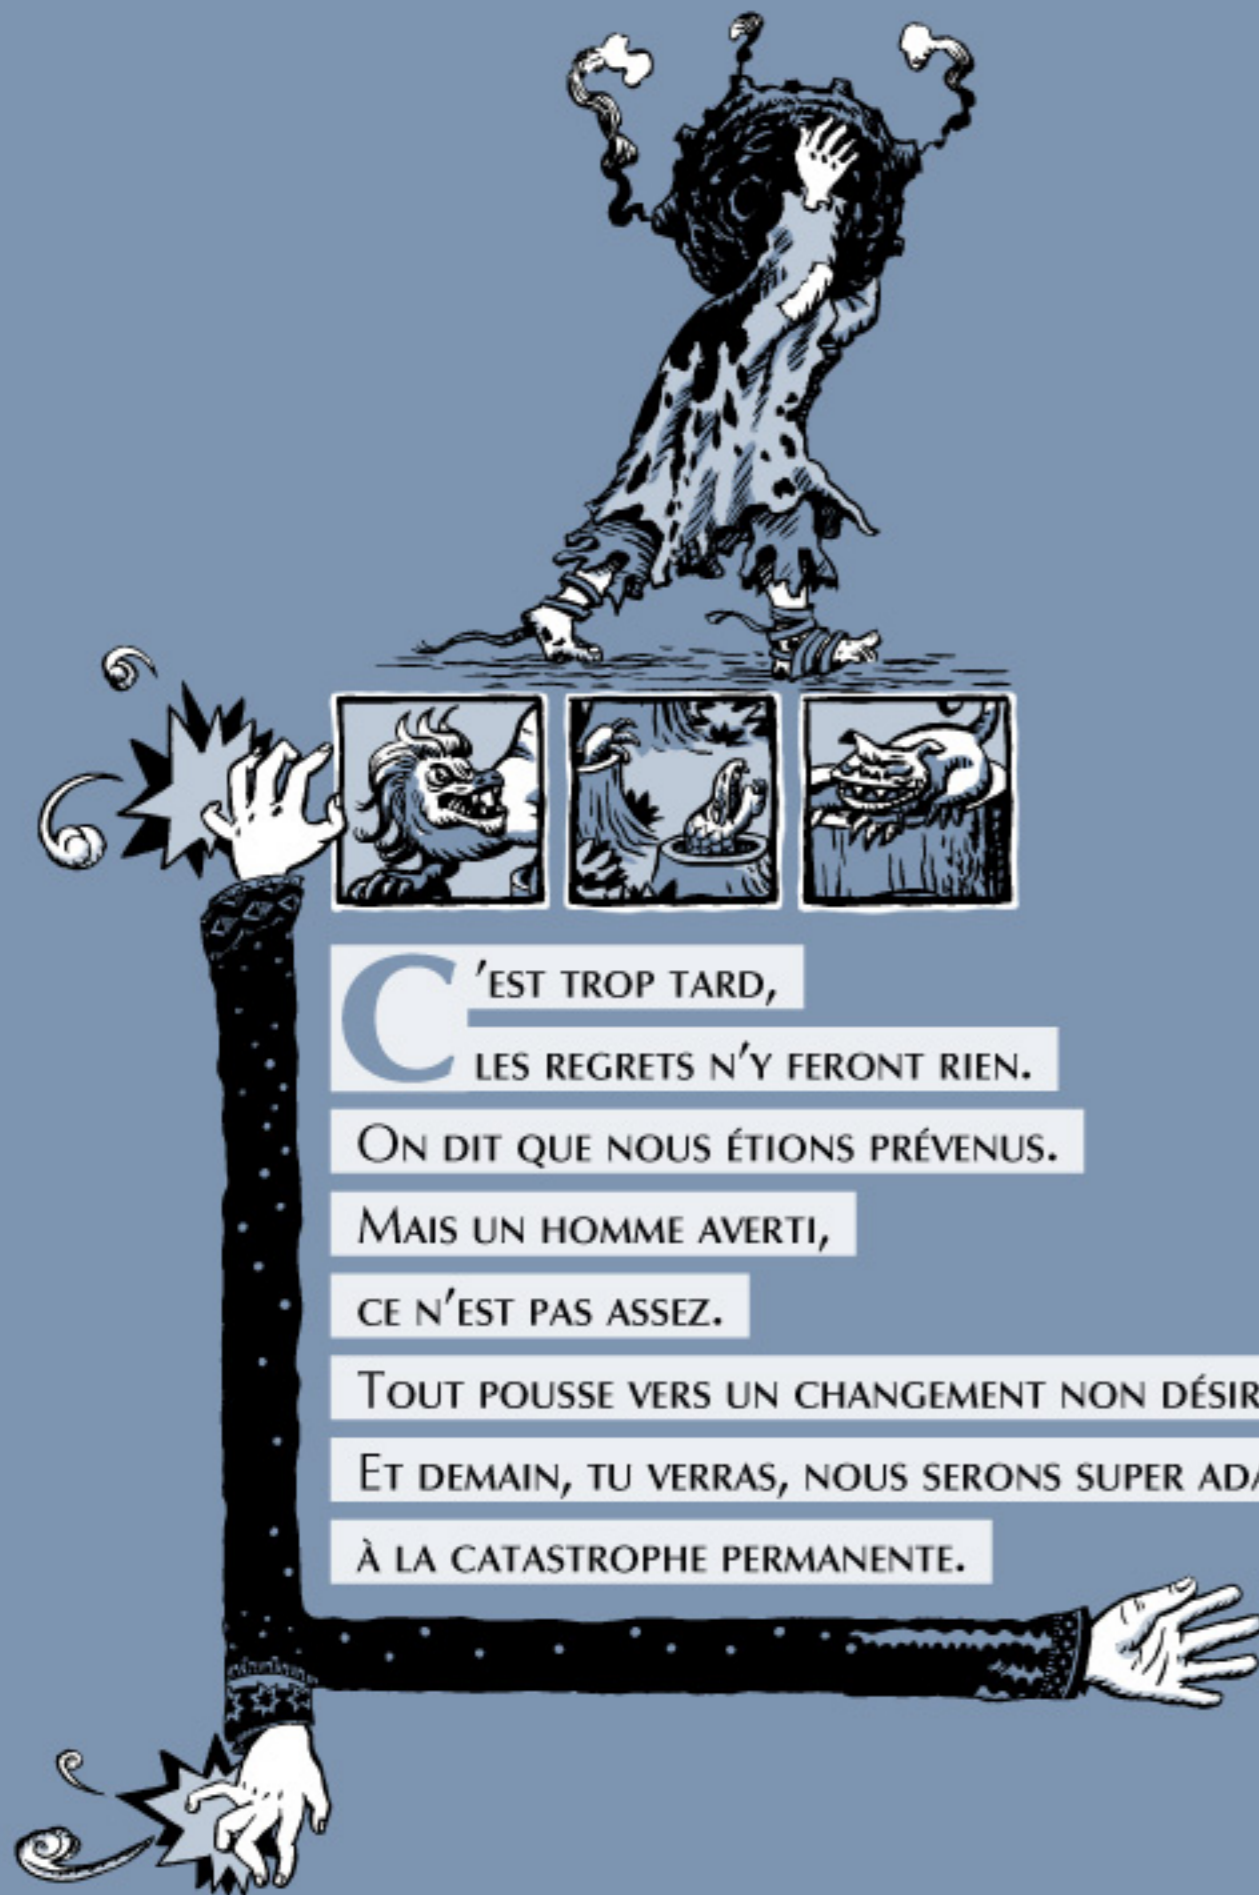 C'EST TROP TARD,
LES REGRETS N'Y FERONT RIEN.
ON DIT QUE NOUS ÉTIONS PRÉVENUS.
MAIS UN HOMME AVERTI,
CE N'EST PAS ASSEZ.
TOUT POUSSE VERS UN CHANGEMENT NON
ET DEMAIN, TU VERRAS, NOUS SERONS SUPER
À LA CATASTROPHE PERMANENTE.